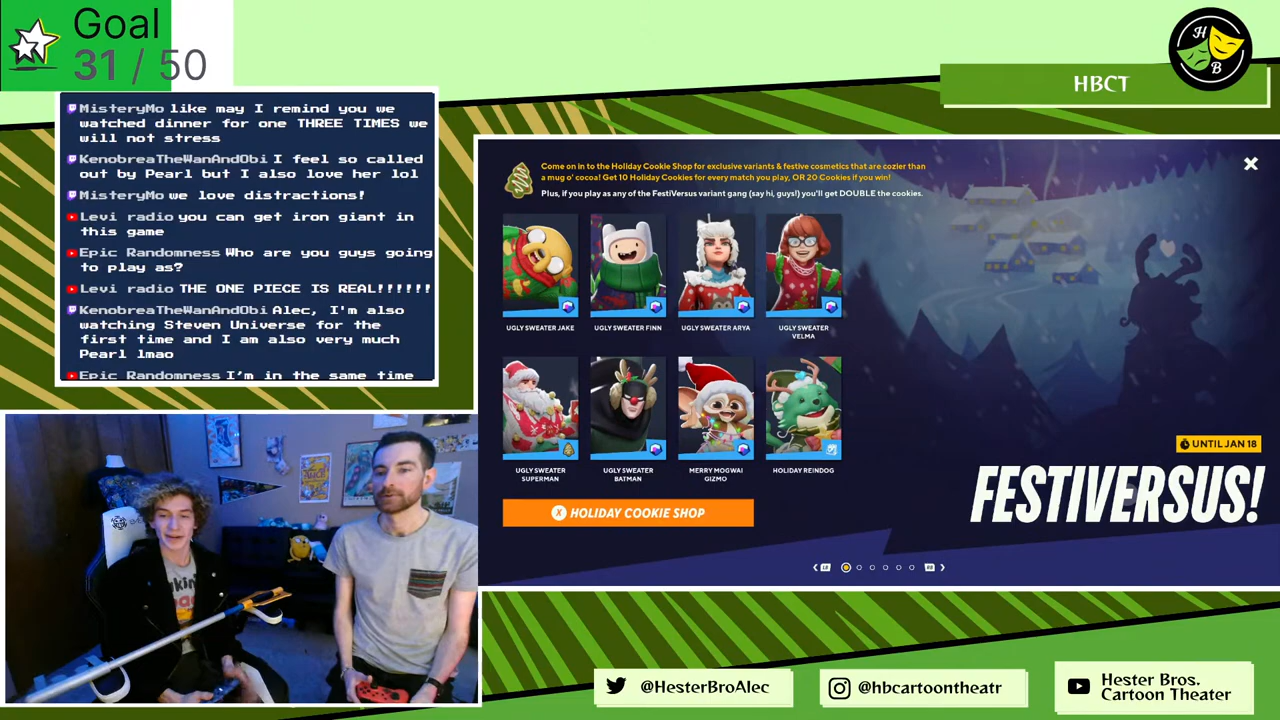 Goal
31 / 50
MisteryMo like may I remind you we
watched dinner for one THREE TIMES we
will not stress
KenobreaTheWanAndObi I feel so called
out by Pearl but I also love her lol
MisteryMo we love distractions!
Levi radio you can get iron giant in
this game
Epic Randomness Who are you guys going
to play as?
Levi radio THE ONE PIECE IS REAL!!!!!!
KenobreaTheWanAndObi Alec, I'm also
watching Steven Universe for the
first time and I am also very much
Pearl lmao
Epic Randomness I'm in the same time
H
B
HBCT
Come on in to the Holiday Cookie Shop for exclusive variants & festive cosmetics that are cozier than
a mug o' cocoa! Get 10 Holiday Cookies for every match you play, OR 20 Cookies if you win!
Plus, if you play as any of the FestiVersus variant gang (say hi, guys!) you'll get DOUBLE the cookies.
UGLY SWEATER JAKE
UGLY SWEATER FINN
UGLY SWEATER ARYA
UGLY SWEATER
VELMA
UGLY SWEATER
SUPERMAN
UGLY SWEATER
BATMAN
MERRY MOGWAI
GIZMO
HOLIDAY REINDOG
X HOLIDAY COOKIE SHOP
UNTIL JAN 18
FESTIVERSUS!
LB
RB
@HesterBroAlec
@hbcartoontheatr
Hester Bros.
Cartoon Theater